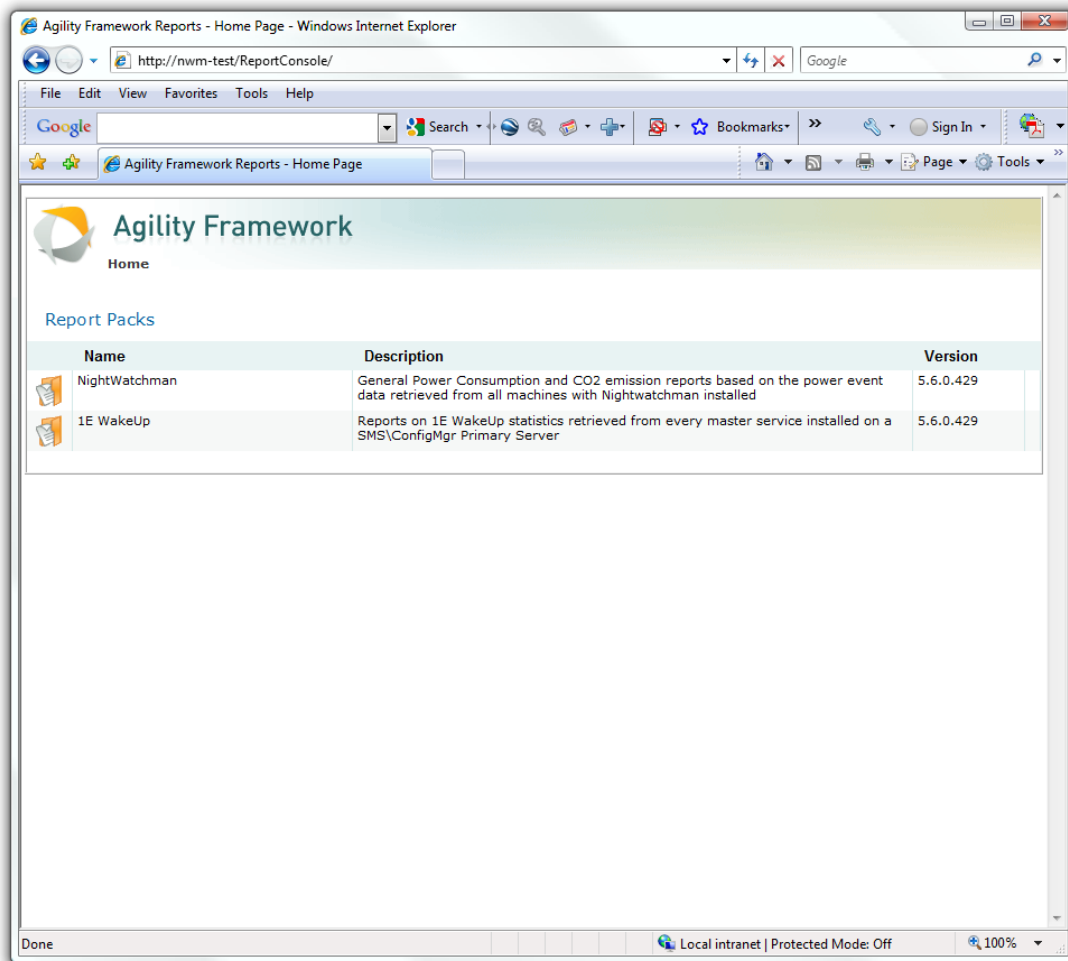 Agility Framework Reports - Home Page - Windows Internet Explorer
http://nwm-test/ReportConsole/
Google
File Edit View Favorites Tools Help
Google
Search
Bookmarks
Sign In
Agility Framework Reports - Home Page
Page
Tools
Agility Framework
Home
Report Packs
Name Description Version
NightWatchman General Power Consumption and CO2 emission reports based on the power event 5.6.0.429
data retrieved from all machines with Nightwatchman installed
1E WakeUp Reports on 1E WakeUp statistics retrieved from every master service installed on a 5.6.0.429
SMS\ConfigMgr Primary Server
Done Local intranet | Protected Mode: Off 100%